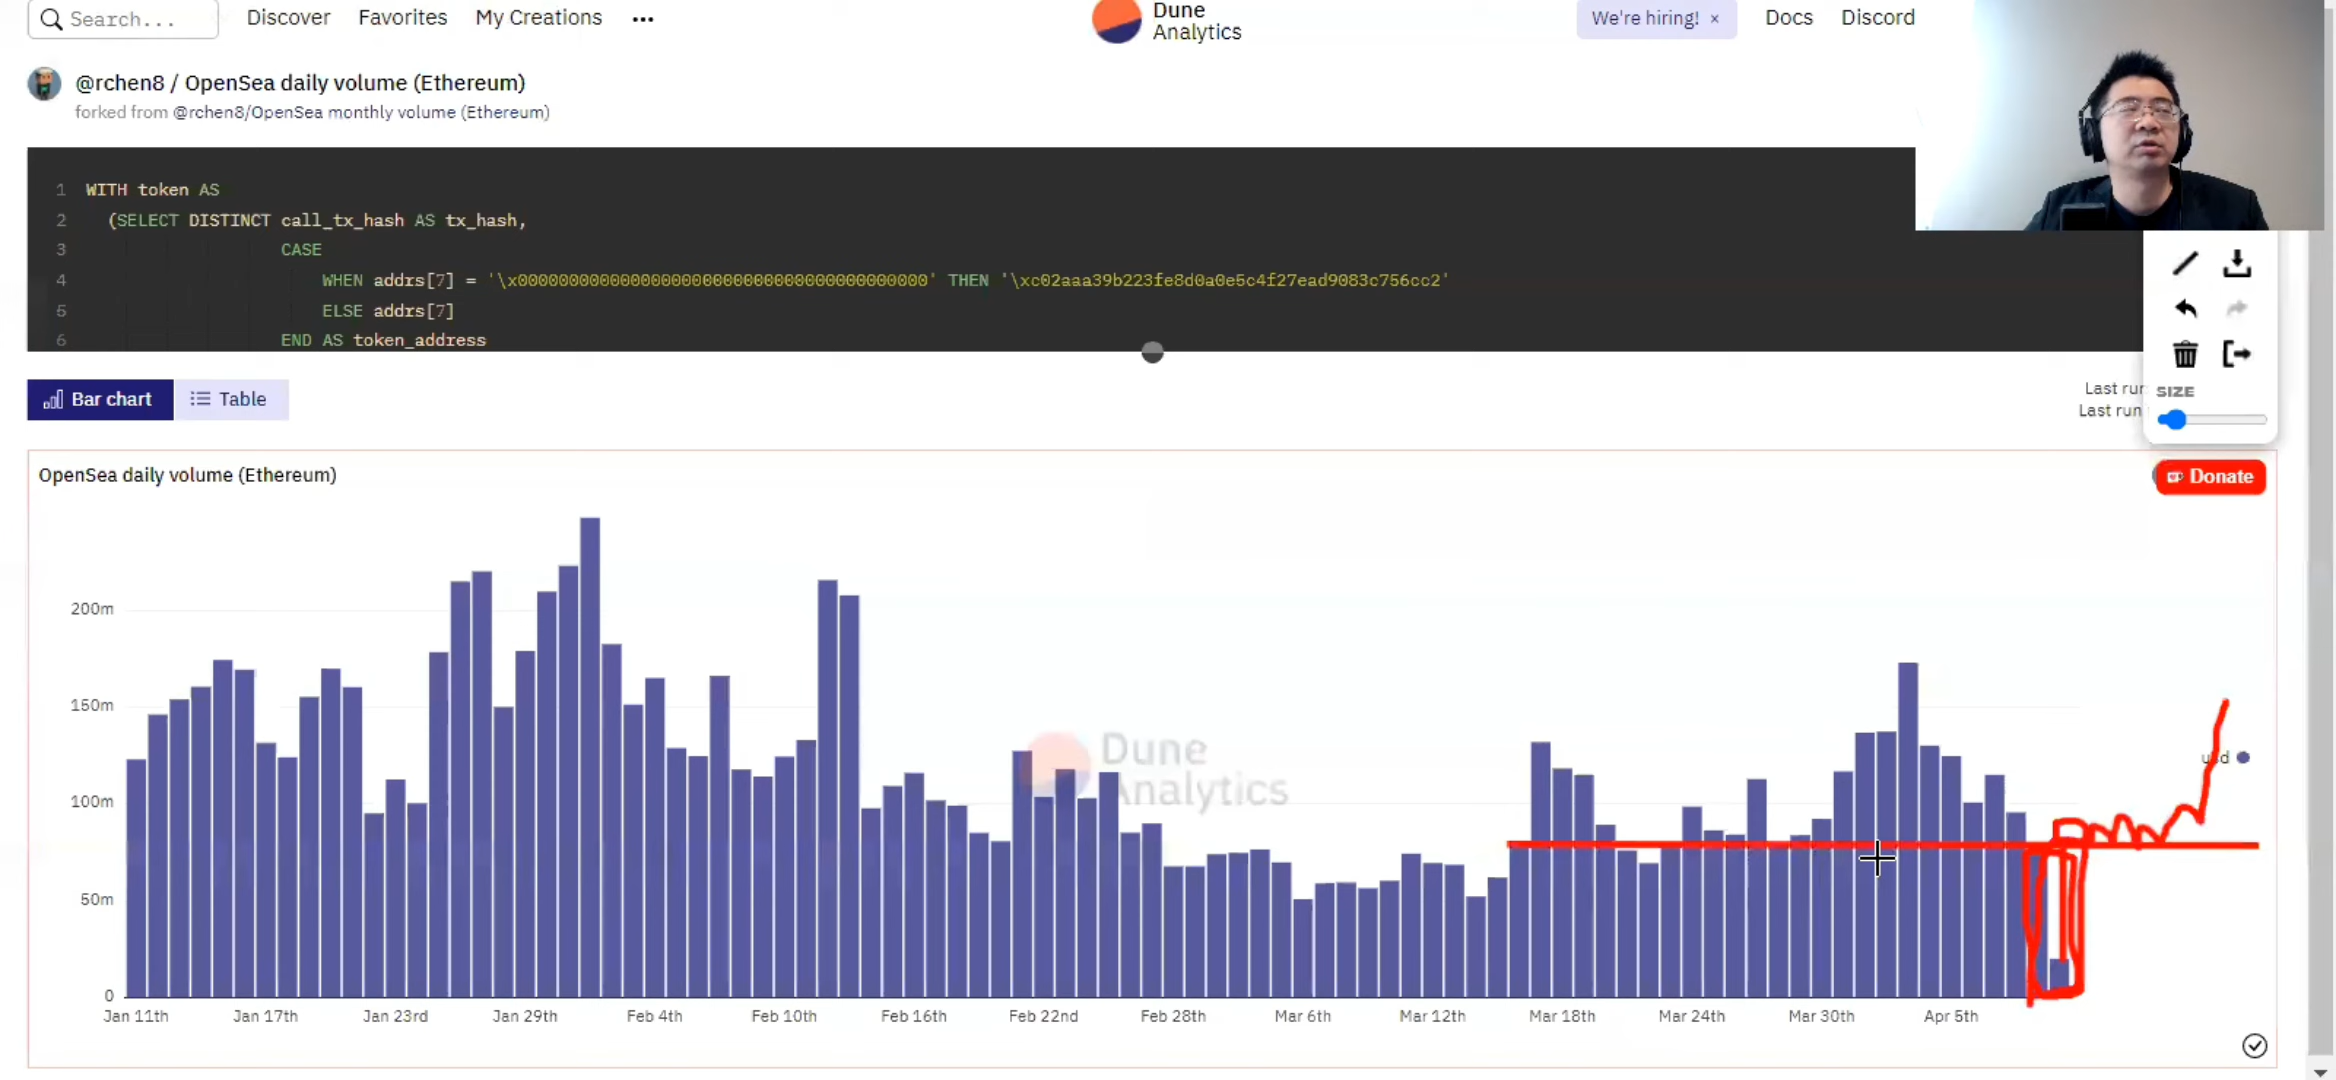 Search...
Discover
Favorites
My Creations
...
Dune
Analytics
We're hiring! ×
Docs
Discord
@rchen8 / OpenSea daily volume (Ethereum)
forked from @rchen8/OpenSea monthly volume (Ethereum)
1 WITH token AS
2 (SELECT DISTINCT call_tx_hash AS tx_hash,
3 CASE
4 WHEN addrs[7] = '\x0000000000000000000000000000000000000000' THEN '\xc02aaa39b223fe8d0a0e5c4f27ead9083c756cc2'
5 ELSE addrs[7]
6 END AS token_address
Bar chart
Table
Last run
Last run
SIZE
OpenSea daily volume (Ethereum)
Donate
200m
150m
100m
50m
0
Dune
Analytics
usd
Jan 11th
Jan 17th
Jan 23rd
Jan 29th
Feb 4th
Feb 10th
Feb 16th
Feb 22nd
Feb 28th
Mar 6th
Mar 12th
Mar 18th
Mar 24th
Mar 30th
Apr 5th